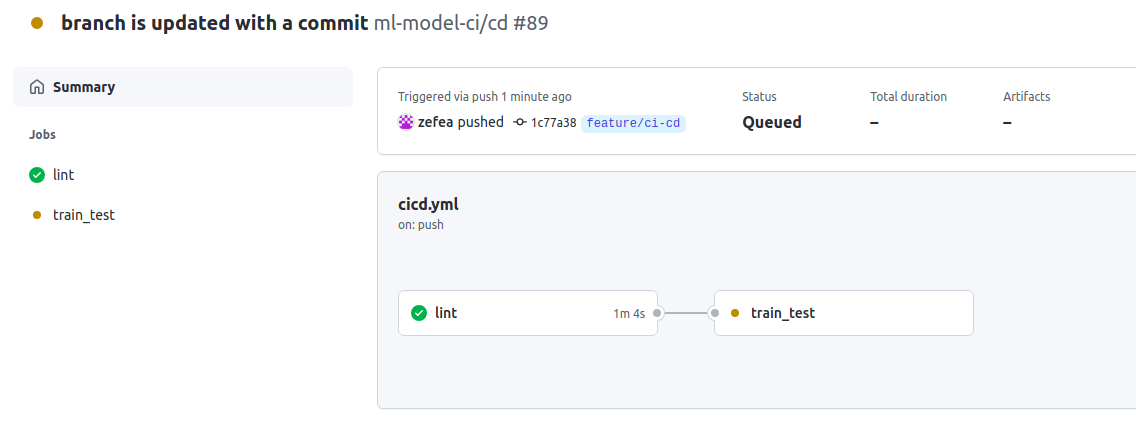 branch is updated with a commit ml-model-ci/cd #89
Summary
Jobs
lint
train_test
Triggered via push 1 minute ago
zefea pushed 1c77a38 feature/ci-cd
Status
Queued
Total duration
–
Artifacts
–
cicd.yml
on: push
lint 1m 4s
train_test